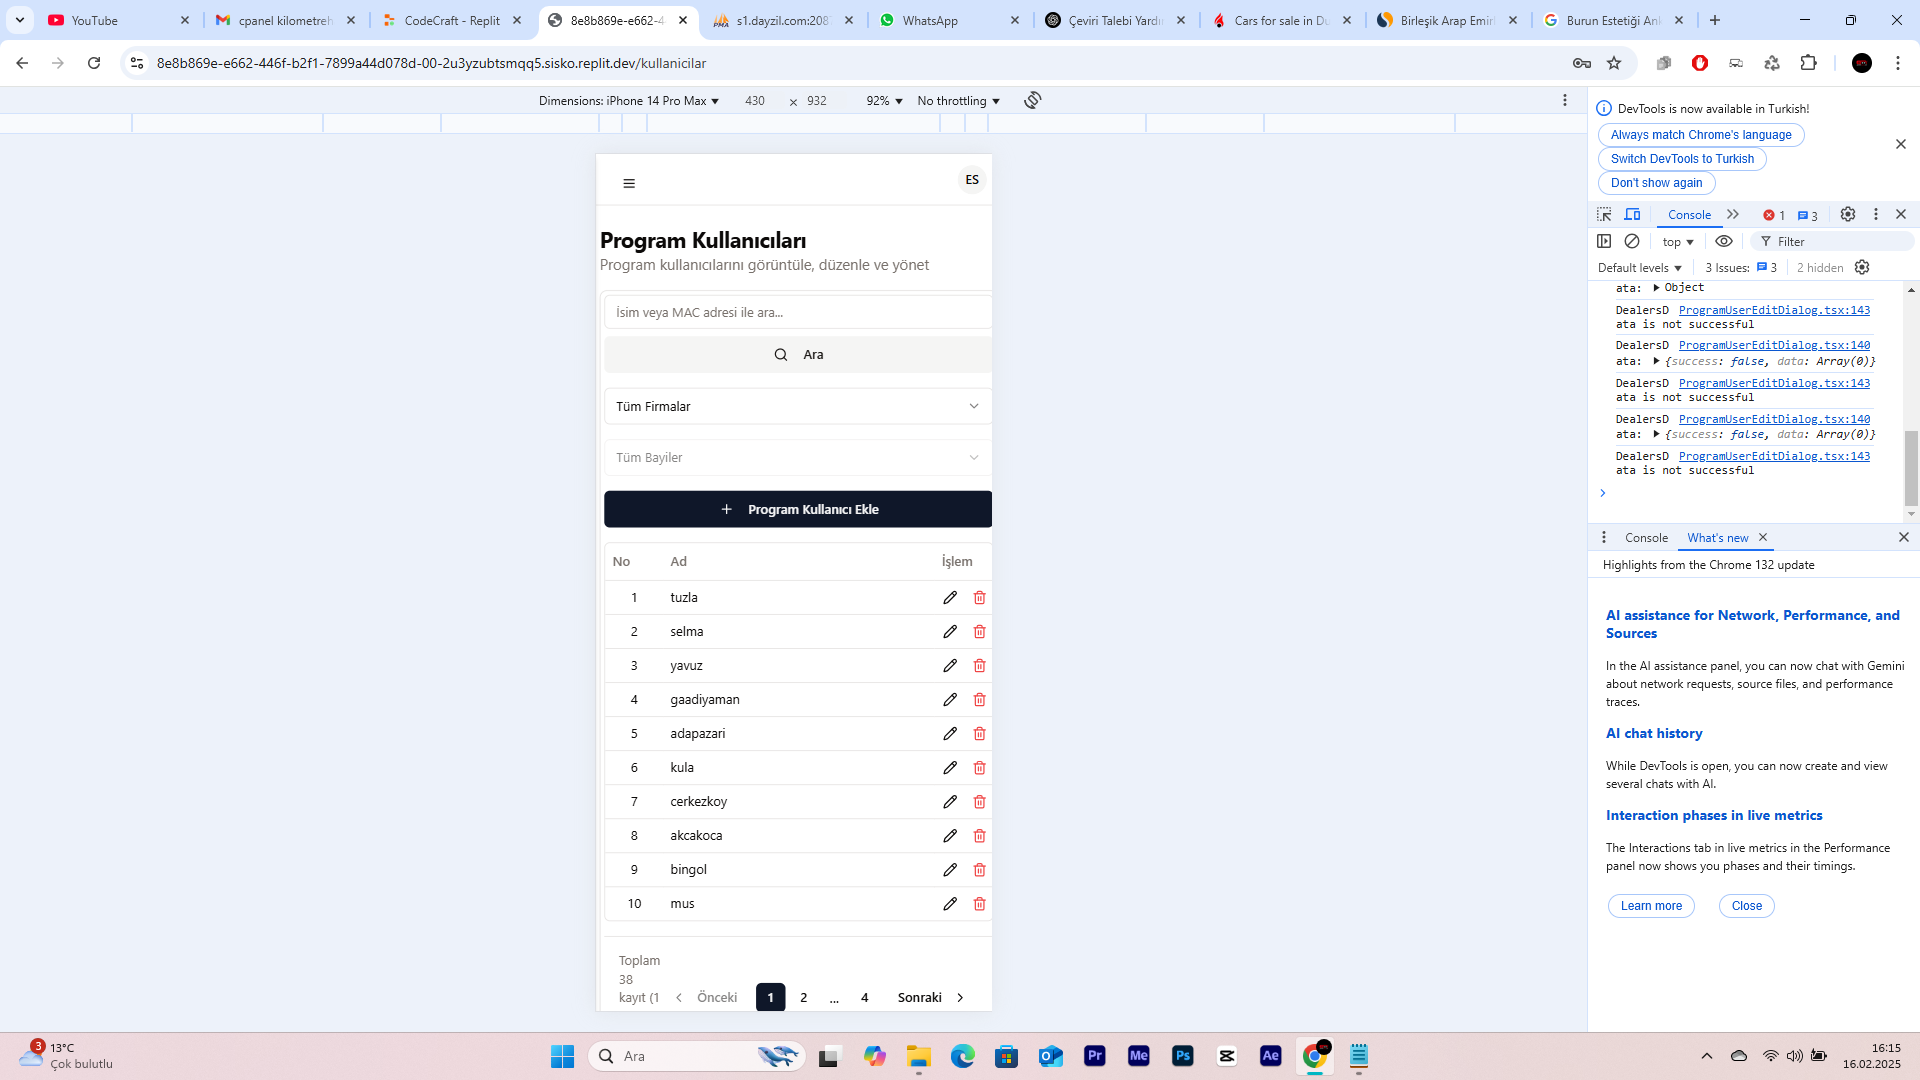 YouTube
cpanel kilometreh
CodeCraft - Replit
8e8b869e-e662-4
s1.dayzil.com:208
WhatsApp
Çeviri Talebi Yardı
Cars for sale in Du
Birleşik Arap Emir
Burun Estetiği Ank
8e8b869e-e662-446f-b2f1-7899a44d078d-00-2u3yzubtsmqq5.sisko.replit.dev/kullanicilar
Dimensions: iPhone 14 Pro Max
430
×
932
92%
No throttling
ES
Program Kullanıcıları
Program kullanıcılarını görüntüle, düzenle ve yönet
İsim veya MAC adresi ile ara...
Ara
Tüm Firmalar
Tüm Bayiler
+ Program Kullanıcı Ekle
No Ad İşlem
1 tuzla
2 selma
3 yavuz
4 gaadiyaman
5 adapazari
6 kula
7 cerkezkoy
8 akcakoca
9 bingol
10 mus
Toplam
38
kayıt (1
Önceki 1 2 ... 4 Sonraki
DevTools is now available in Turkish!
Always match Chrome's language
Switch DevTools to Turkish
Don't show again
Console
1
3
top
Filter
Default levels
3 Issues: 3
2 hidden
ata: Object
DealersD ProgramUserEditDialog.tsx:143
ata is not successful
DealersD ProgramUserEditDialog.tsx:140
ata: {success: false, data: Array(0)}
DealersD ProgramUserEditDialog.tsx:143
ata is not successful
DealersD ProgramUserEditDialog.tsx:140
ata: {success: false, data: Array(0)}
DealersD ProgramUserEditDialog.tsx:143
ata is not successful
Console
What's new
Highlights from the Chrome 132 update
AI assistance for Network, Performance, and
Sources
In the AI assistance panel, you can now chat with Gemini
about network requests, source files, and performance
traces.
AI chat history
While DevTools is open, you can now create and view
several chats with AI.
Interaction phases in live metrics
The Interactions tab in live metrics in the Performance
panel now shows you phases and their timings.
Learn more
Close
3
13°C
Çok bulutlu
Ara
Pr
Me
Ps
Ae
16:15
16.02.2025